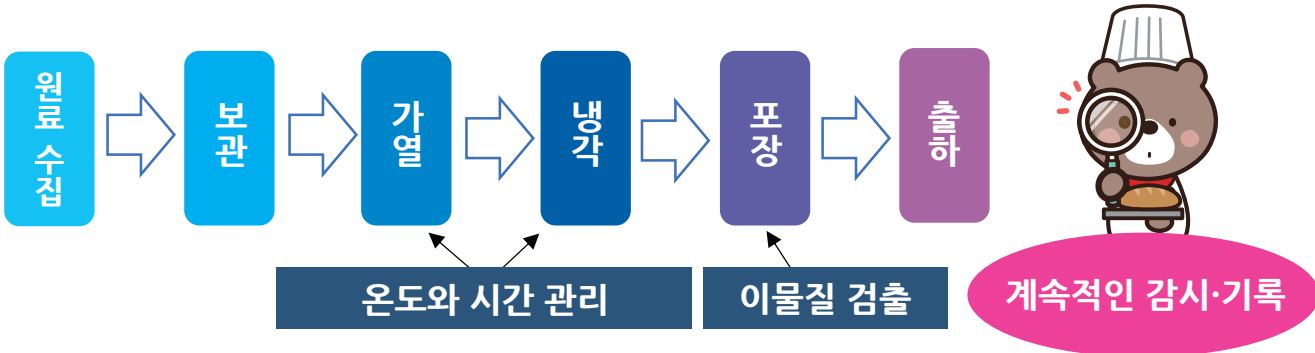 원료 수집
보관
가열
냉각
포장
출하
온도와 시간 관리
이물질 검출
계속적인 감시·기록